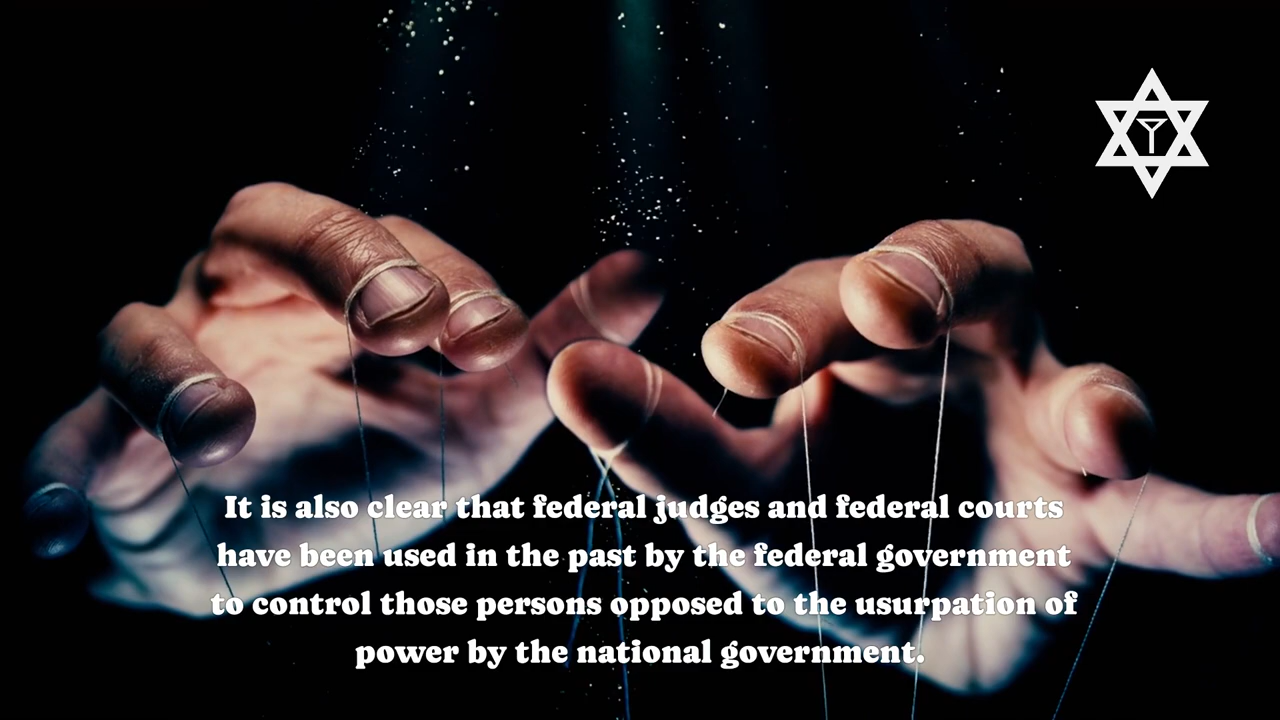 It is also clear that federal judges and federal courts
have been used in the past by the federal government
to control those persons opposed to the usurpation of
power by the national government.